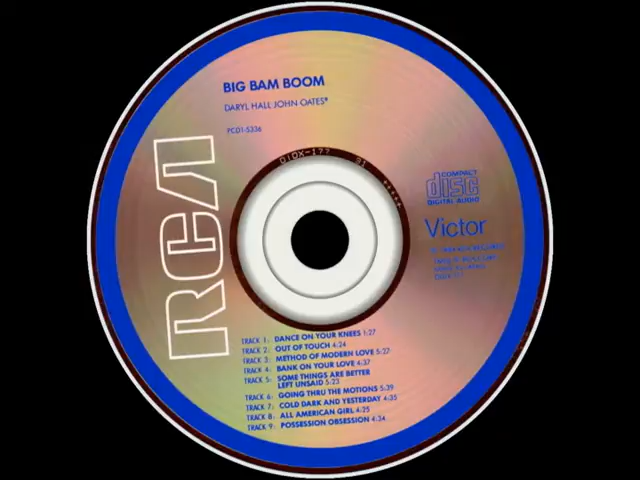 BIG BAM BOOM
DARYL HALL JOHN OATES®
PCD1-5336
RCA
DIDX-177
COMPACT
disc
DIGITAL AUDIO
Victor
TRACK 1: DANCE ON YOUR KNEES 1:27
TRACK 2: OUT OF TOUCH 4:24
TRACK 3: METHOD OF MODERN LOVE 5:27
TRACK 4: BANK ON YOUR LOVE 4:37
TRACK 5: SOME THINGS ARE BETTER
LEFT UNSAID 5:23
TRACK 6: GOING THRU THE MOTIONS 5:39
TRACK 7: COLD DARK AND YESTERDAY 4:35
TRACK 8: ALL AMERICAN GIRL 4:25
TRACK 9: POSSESSION OBSESSION 4:34